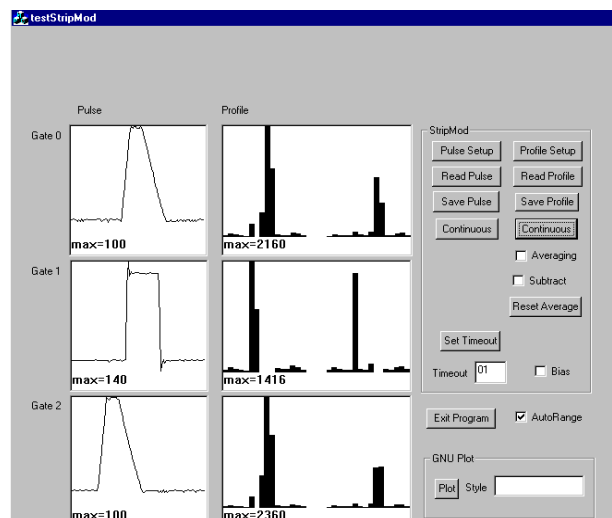 testStripMod
Pulse
Profile
Gate 0
max=100
max=2160
Gate 1
max=140
max=1416
Gate 2
max=100
max=2360
StripMod
Pulse Setup
Profile Setup
Read Pulse
Read Profile
Save Pulse
Save Profile
Continuous
Continuous
Averaging
Subtract
Reset Average
Set Timeout
Timeout 01
Bias
Exit Program
AutoRange
GNU Plot
Plot Style